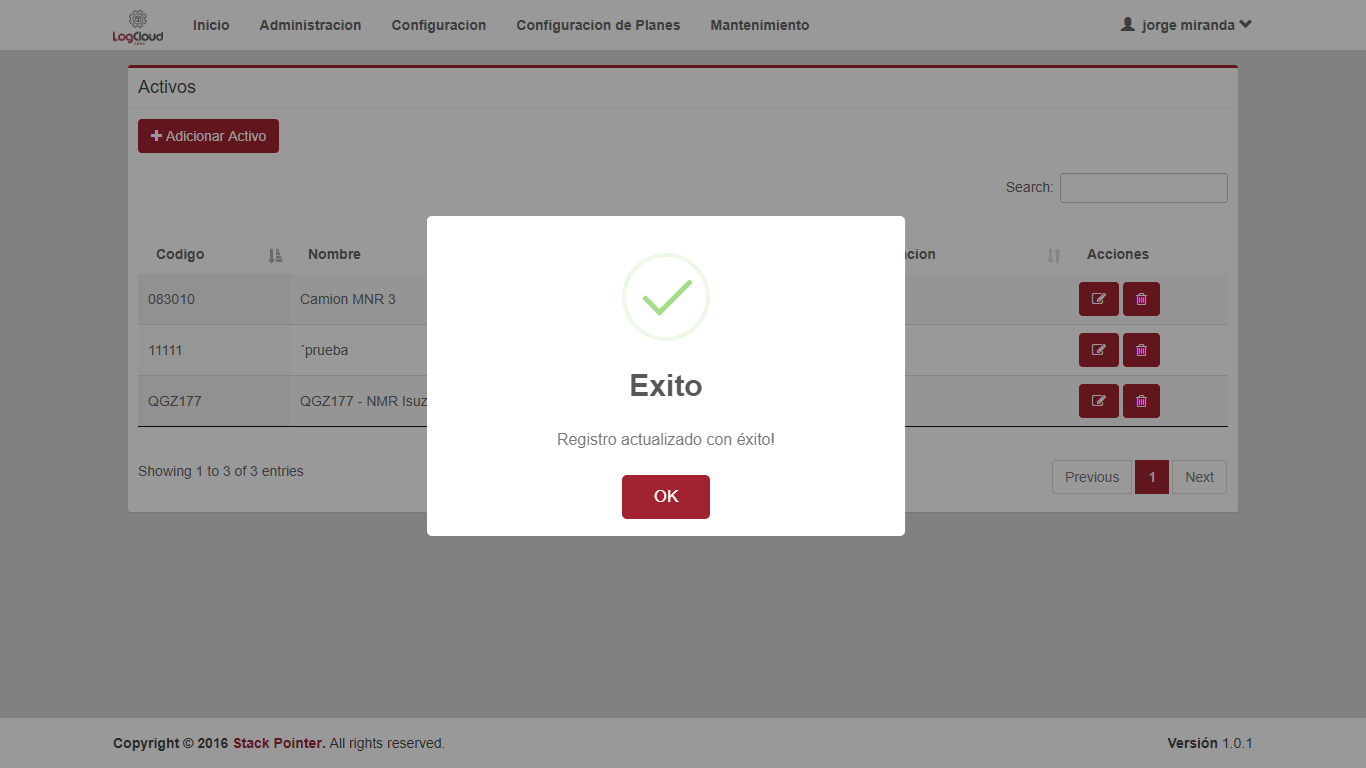 LogCloud
Inicio Administracion Configuracion Configuracion de Planes Mantenimiento jorge miranda
Activos
Adicionar Activo
Search:
Codigo Nombre Acciones
083010 Camion MNR 3
11111 ´prueba
QGZ177 QGZ177 - NMR
Exito
Registro actualizado con éxito!
OK
Showing 1 to 3 of 3 entries
Previous 1 Next
Copyright © 2016 Stack Pointer. All rights reserved.
Versión 1.0.1